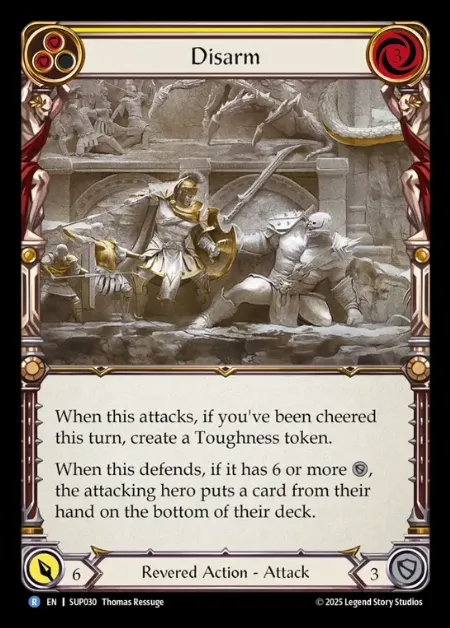 Disarm
3
When this attacks, if you've been cheered
this turn, create a Toughness token.
When this defends, if it has 6 or more ,
the attacking hero puts a card from their
hand on the bottom of their deck.
6
Revered Action - Attack
3
R EN | SUP030 Thomas Ressuge
© 2025 Legend Story Studios